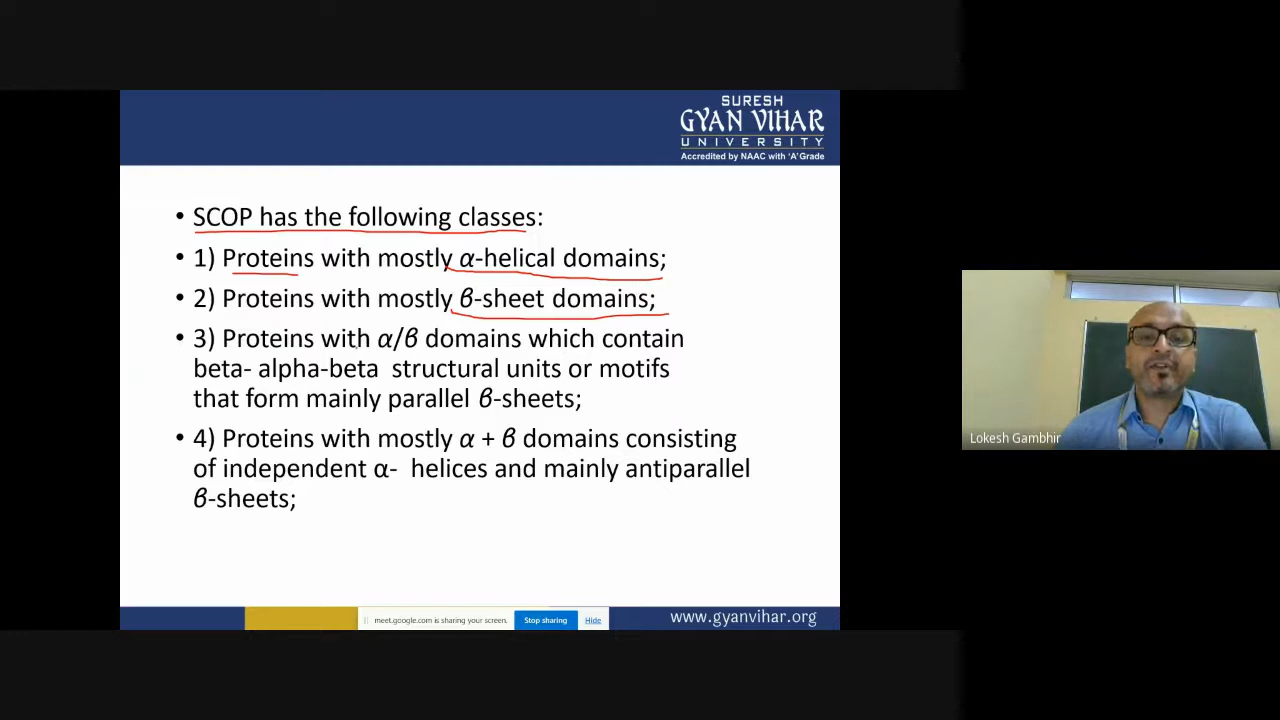 SURESH
GYAN VIHAR
UNIVERSITY
Accredited by NAAC with 'A' Grade
• SCOP has the following classes:
• 1) Proteins with mostly α-helical domains;
• 2) Proteins with mostly β-sheet domains;
• 3) Proteins with α/β domains which contain
beta- alpha-beta structural units or motifs
that form mainly parallel β-sheets;
• 4) Proteins with mostly α + β domains consisting
of independent α- helices and mainly antiparallel
β-sheets;
Lokesh Gambhir
meet.google.com is sharing your screen.
Stop sharing
Hide
www.gyanvihar.org